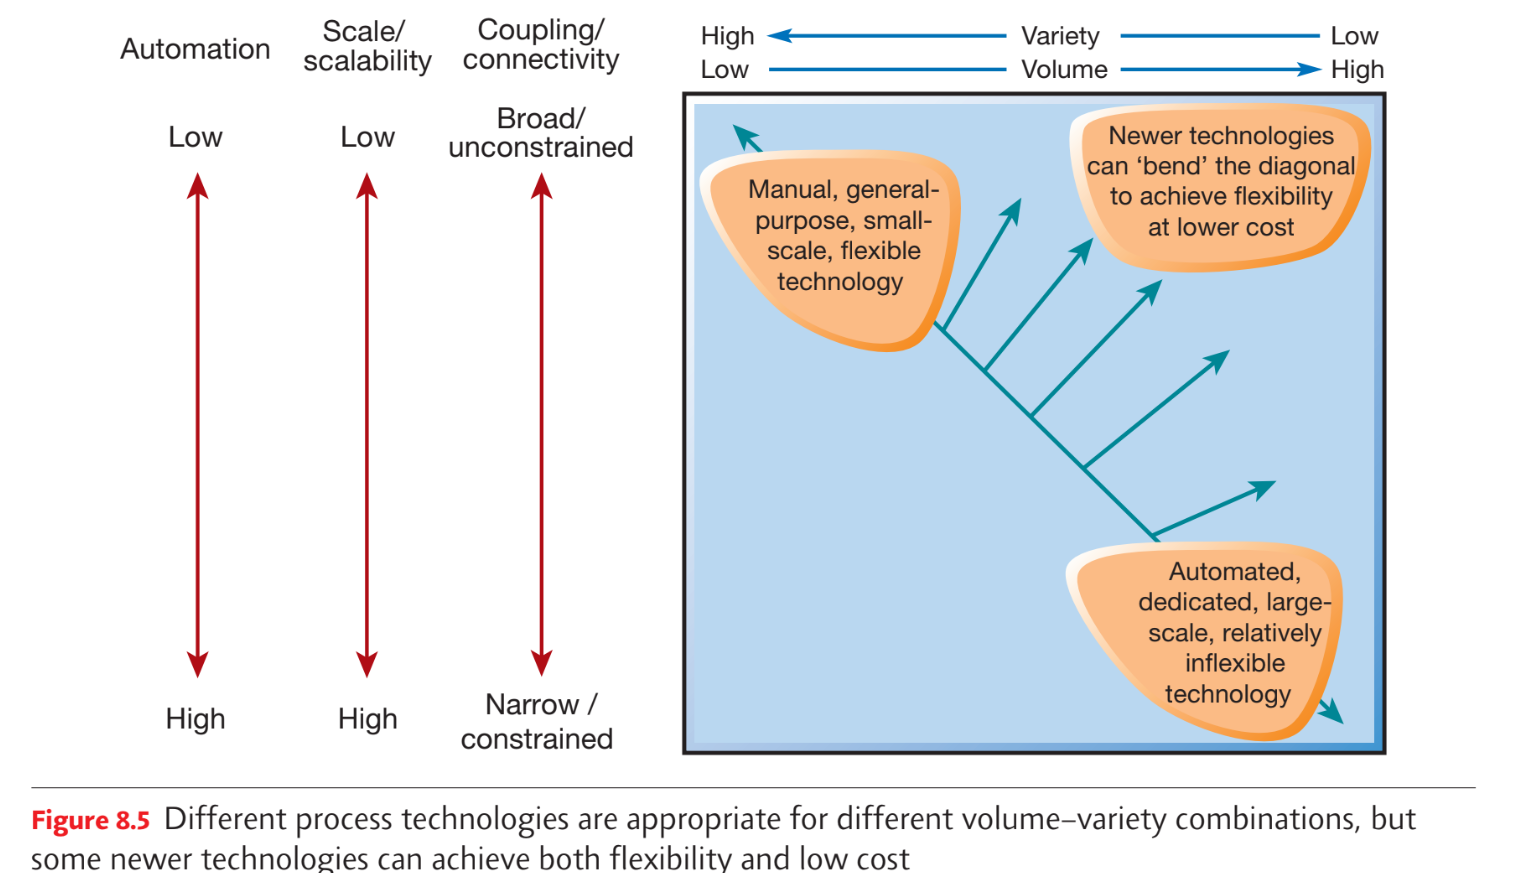 Automation
Scale/
scalability
Coupling/
connectivity
High
Variety
Low
Low
Volume
High
Low
Low
Broad/
unconstrained
High
High
Narrow /
constrained
Manual, general-
purpose, small-
scale, flexible
technology
Newer technologies
can ‘bend’ the diagonal
to achieve flexibility
at lower cost
Automated,
dedicated, large-
scale, relatively
inflexible
technology
Figure 8.5 Different process technologies are appropriate for different volume–variety combinations, but
some newer technologies can achieve both flexibility and low cost